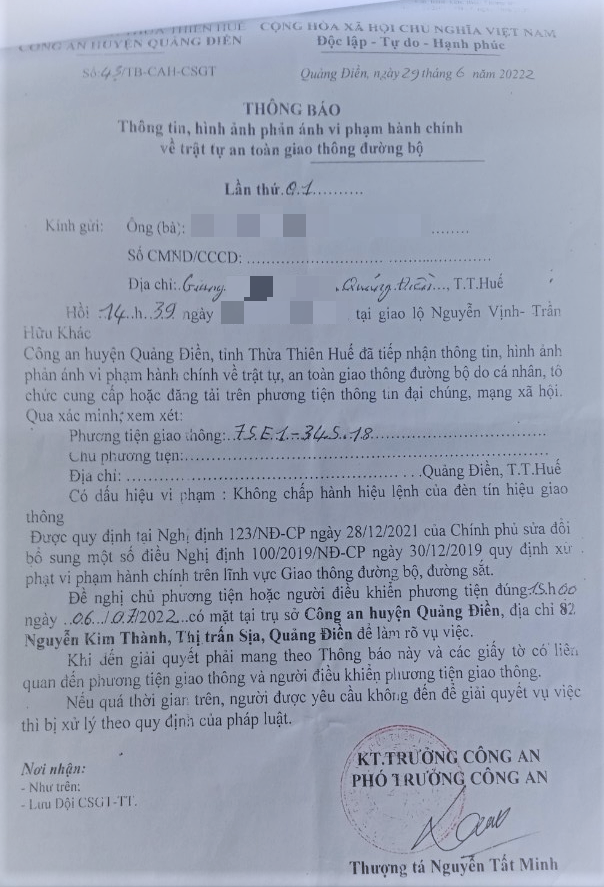 THỪA THIÊN HUẾ CỘNG HÒA XÃ HỘI CHỦ NGHĨA VIỆT NAM
CÔNG AN HUYỆN QUẢNG ĐIỀN Độc lập - Tự do - Hạnh phúc
Số: 43/TB-CAH-CSGT Quảng Điền, ngày 29 tháng 6 năm 20222
THÔNG BÁO
Thông tin, hình ảnh phản ánh vi phạm hành chính
về trật tự an toàn giao thông đường bộ
Lần thứ.01..........
Kính gửi: Ông (bà): ........
Số CMND/CCCD: ........................................................
Địa chỉ: Quảng Quảng Điền..., T.T.Huế
Hồi 14.h.39 ngày tại giao lộ Nguyễn Vịnh- Trần
Hữu Khác
Công an huyện Quảng Điền, tỉnh Thừa Thiên Huế đã tiếp nhận thông tin, hình ảnh
phản ánh vi phạm hành chính về trật tự, an toàn giao thông đường bộ do cá nhân, tổ
chức cung cấp hoặc đăng tải trên phương tiện thông tin đại chúng, mạng xã hội.
Qua xác minh, xem xét:
Phương tiện giao thông:..75.E.1.-345..18...................................
Chủ phương tiện:.........................................................................
Địa chỉ: .............................................................Quảng Điền, T.T.Huế
Có dấu hiệu vi phạm : Không chấp hành hiệu lệnh của đèn tín hiệu giao
thông
Được quy định tại Nghị định 123/NĐ-CP ngày 28/12/2021 của Chính phủ sửa đổi
bổ sung một số điều Nghị định 100/2019/NĐ-CP ngày 30/12/2019 quy định xử
phạt vi phạm hành chính trên lĩnh vực Giao thông đường bộ, đường sắt.
Đề nghị chủ phương tiện hoặc người điều khiển phương tiện đúng:15.h00
ngày ..06../07/2022...có mặt tại trụ sở Công an huyện Quảng Điền, địa chỉ 82
Nguyễn Kim Thành, Thị trấn Sịa, Quảng Điền để làm rõ vụ việc.
Khi đến giải quyết phải mang theo Thông báo này và các giấy tờ có liên
quan đến phương tiện giao thông và người điều khiển phương tiện giao thông.
Nếu quá thời gian trên, người được yêu cầu không đến để giải quyết vụ việc
thì bị xử lý theo quy định của pháp luật.
KT.TRƯỞNG CÔNG AN
Nơi nhận: PHÓ TRƯỞNG CÔNG AN
- Như trên;
- Lưu Đội CSGT-TT.
Thượng tá Nguyễn Tất Minh